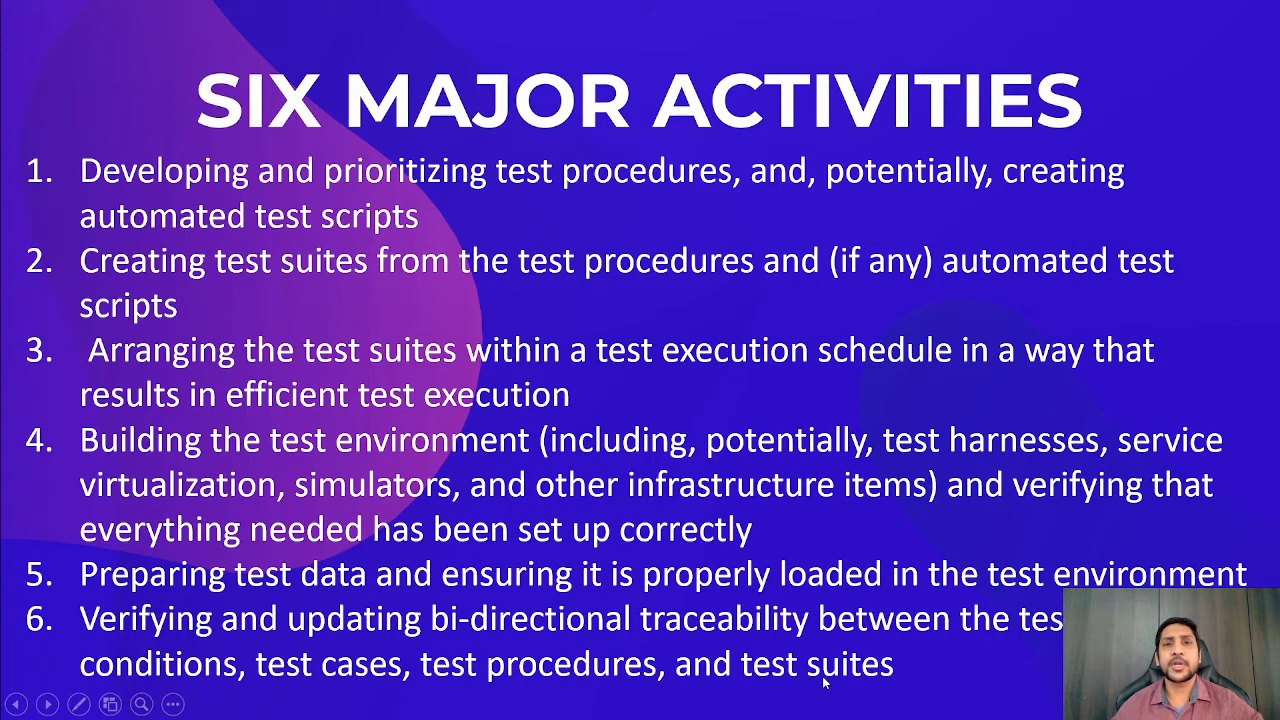 SIX MAJOR ACTIVITIES
1. Developing and prioritizing test procedures, and, potentially, creating
automated test scripts
2. Creating test suites from the test procedures and (if any) automated test
scripts
3. Arranging the test suites within a test execution schedule in a way that
results in efficient test execution
4. Building the test environment (including, potentially, test harnesses, service
virtualization, simulators, and other infrastructure items) and verifying that
everything needed has been set up correctly
5. Preparing test data and ensuring it is properly loaded in the test environment
6. Verifying and updating bi-directional traceability between the tes
conditions, test cases, test procedures, and test suites